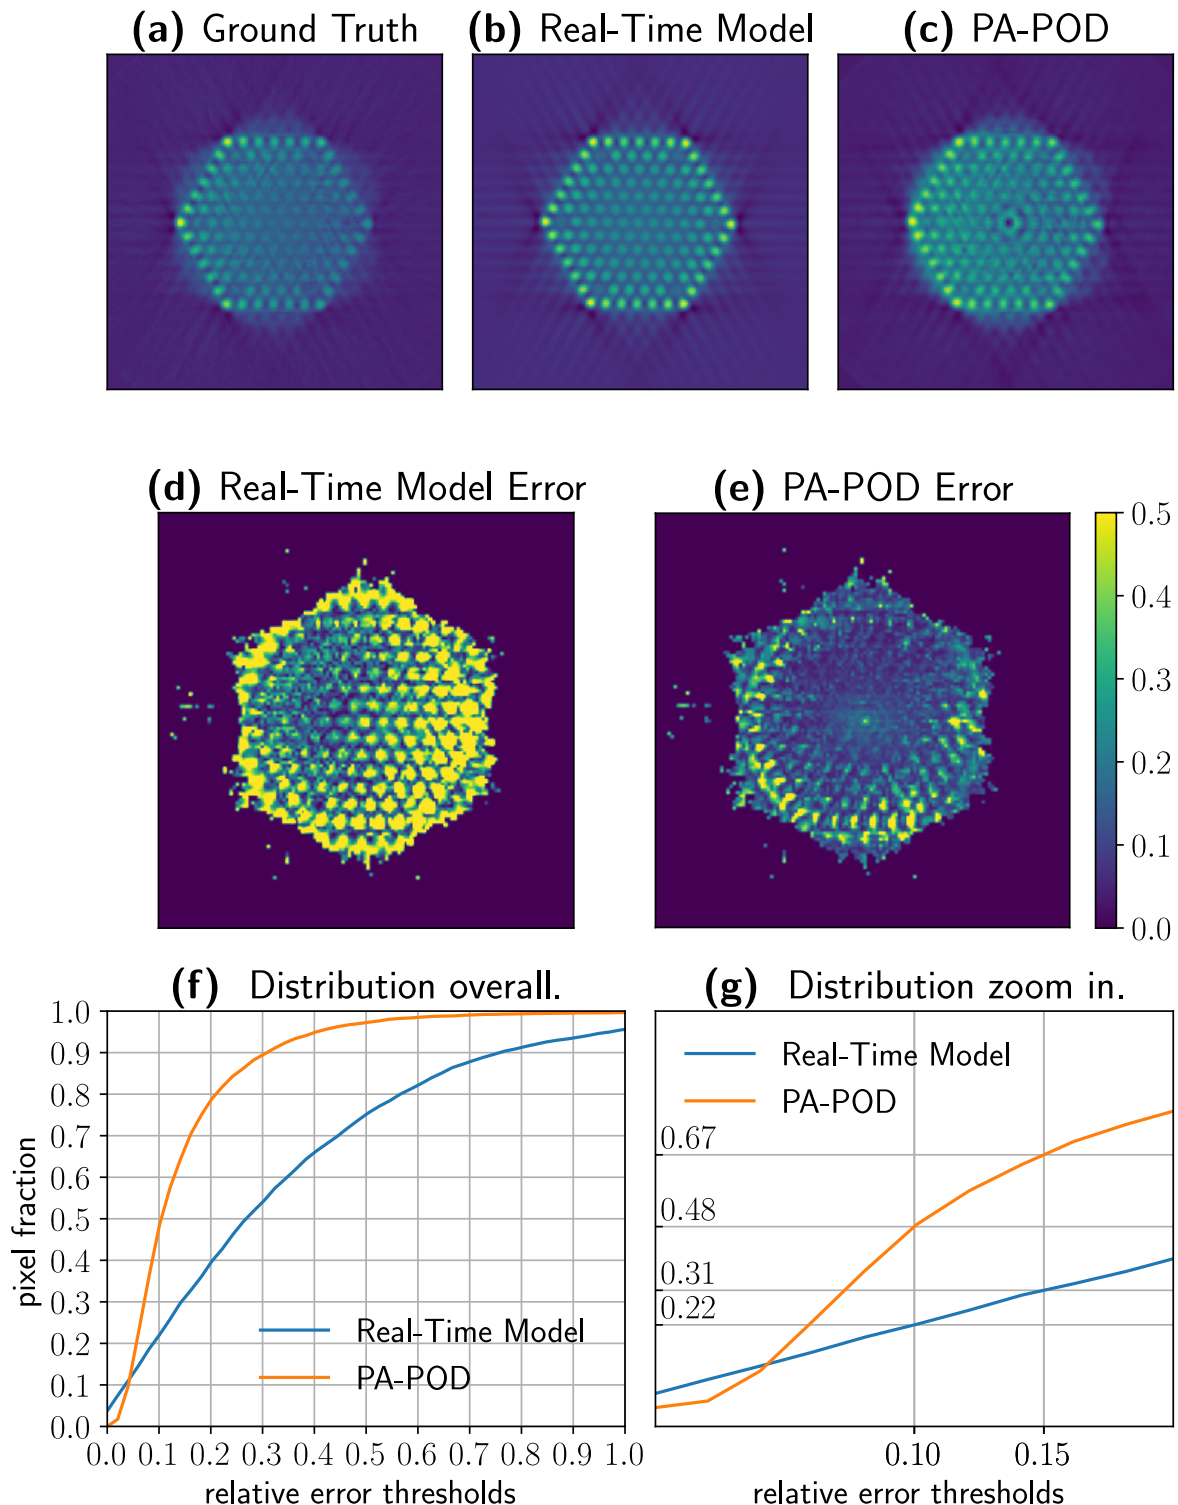 (a) Ground Truth
(b) Real-Time Model
(c) PA-POD
(d) Real-Time Model Error
(e) PA-POD Error
0.5
0.4
0.3
0.2
0.1
0.0
(f) Distribution overall.
1.0
0.9
0.8
0.7
0.6
0.5
0.4
0.3
0.2
0.1
0.0
pixel fraction
Real-Time Model
PA-POD
0.0 0.1 0.2 0.3 0.4 0.5 0.6 0.7 0.8 0.9 1.0
relative error thresholds
(g) Distribution zoom in.
Real-Time Model
PA-POD
0.67
0.48
0.31
0.22
0.10 0.15
relative error thresholds